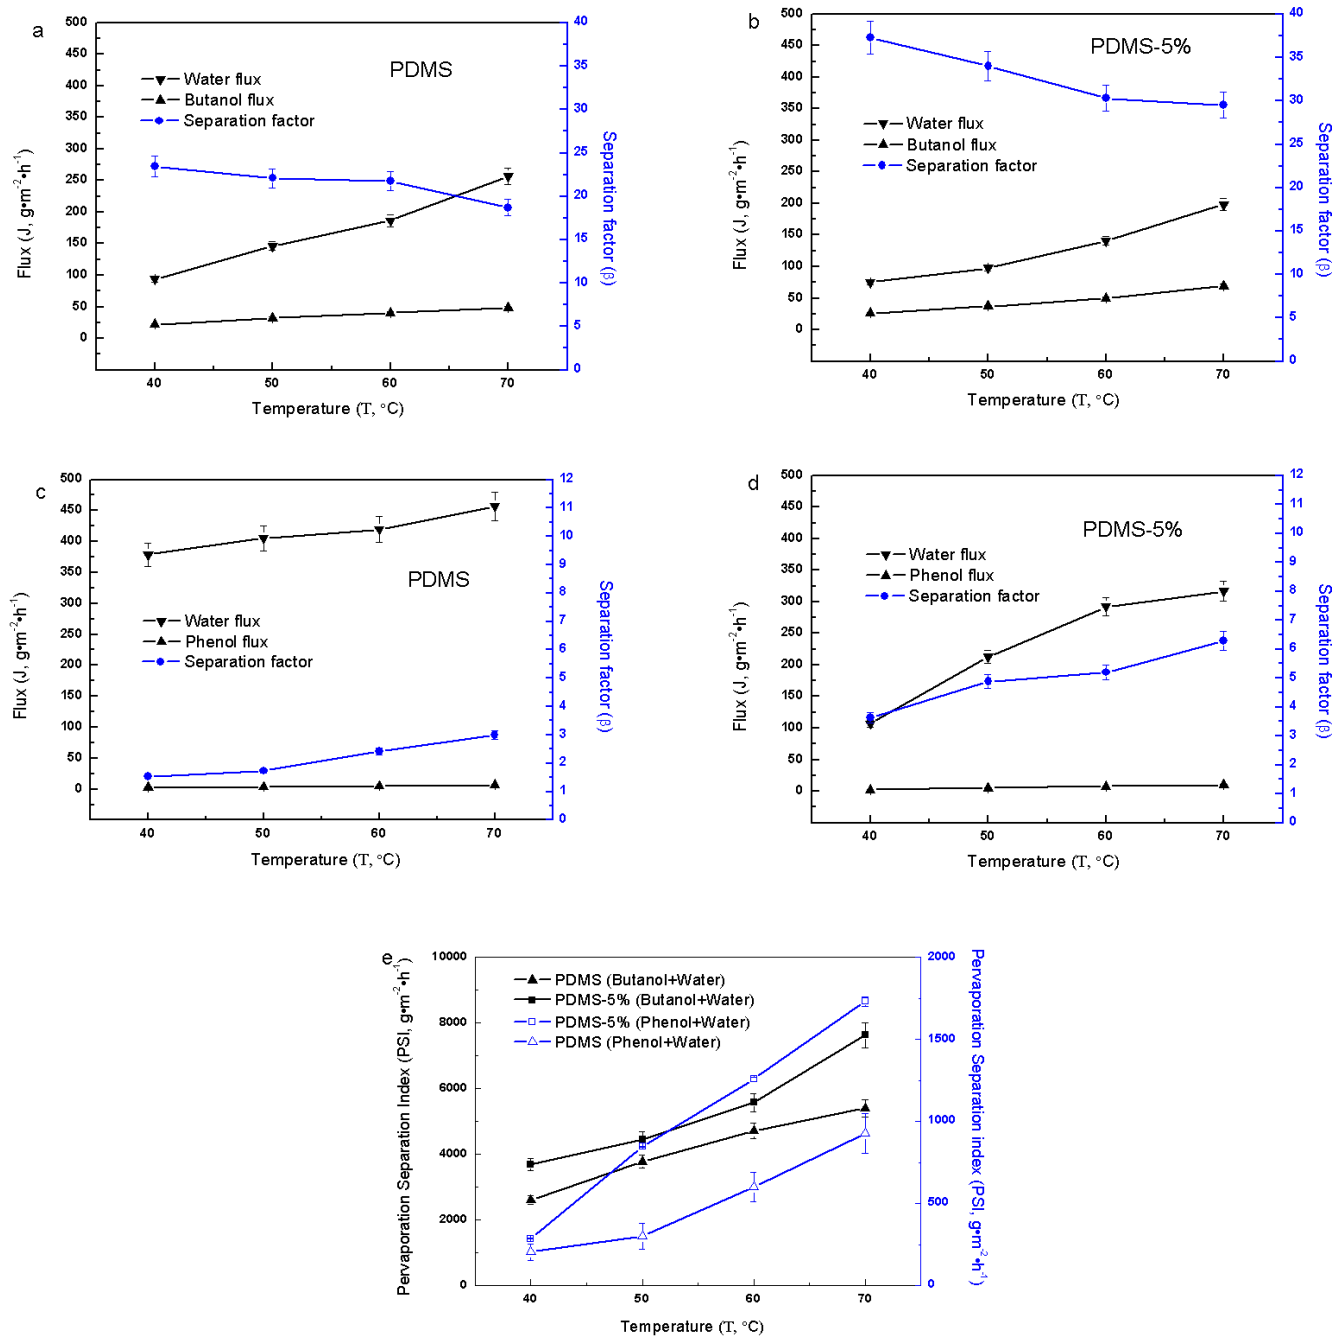 a
PDMS
Water flux
Butanol flux
Separation factor
500
450
400
350
300
250
200
150
100
50
0
40
35
30
25
20
15
10
5
0
Flux (J, g•m⁻²•h⁻¹)
Separation factor (β)
40 50 60 70
Temperature (T, °C)
b
PDMS-5%
Water flux
Butanol flux
Separation factor
500
450
400
350
300
250
200
150
100
50
0
40
35
30
25
20
15
10
5
0
Flux (J, g•m⁻²•h⁻¹)
Separation factor (β)
40 50 60 70
Temperature (T, °C)
c
PDMS
Water flux
Phenol flux
Separation factor
500
450
400
350
300
250
200
150
100
50
0
12
11
10
9
8
7
6
5
4
3
2
1
0
Flux (J, g•m⁻²•h⁻¹)
Separation factor (β)
40 50 60 70
Temperature (T, °C)
d
PDMS-5%
Water flux
Phenol flux
Separation factor
500
450
400
350
300
250
200
150
100
50
0
12
11
10
9
8
7
6
5
4
3
2
1
0
Flux (J, g•m⁻²•h⁻¹)
Separation factor (β)
40 50 60 70
Temperature (T, °C)
e
PDMS (Butanol+Water)
PDMS-5% (Butanol+Water)
PDMS-5% (Phenol+Water)
PDMS (Phenol+Water)
10000
8000
6000
4000
2000
0
2000
1500
1000
500
0
Pervaporation Separation Index (PSI, g•m⁻²•h⁻¹)
Pervaporation Separation index (PSI, g•m⁻²•h⁻¹)
40 50 60 70
Temperature (T, °C)